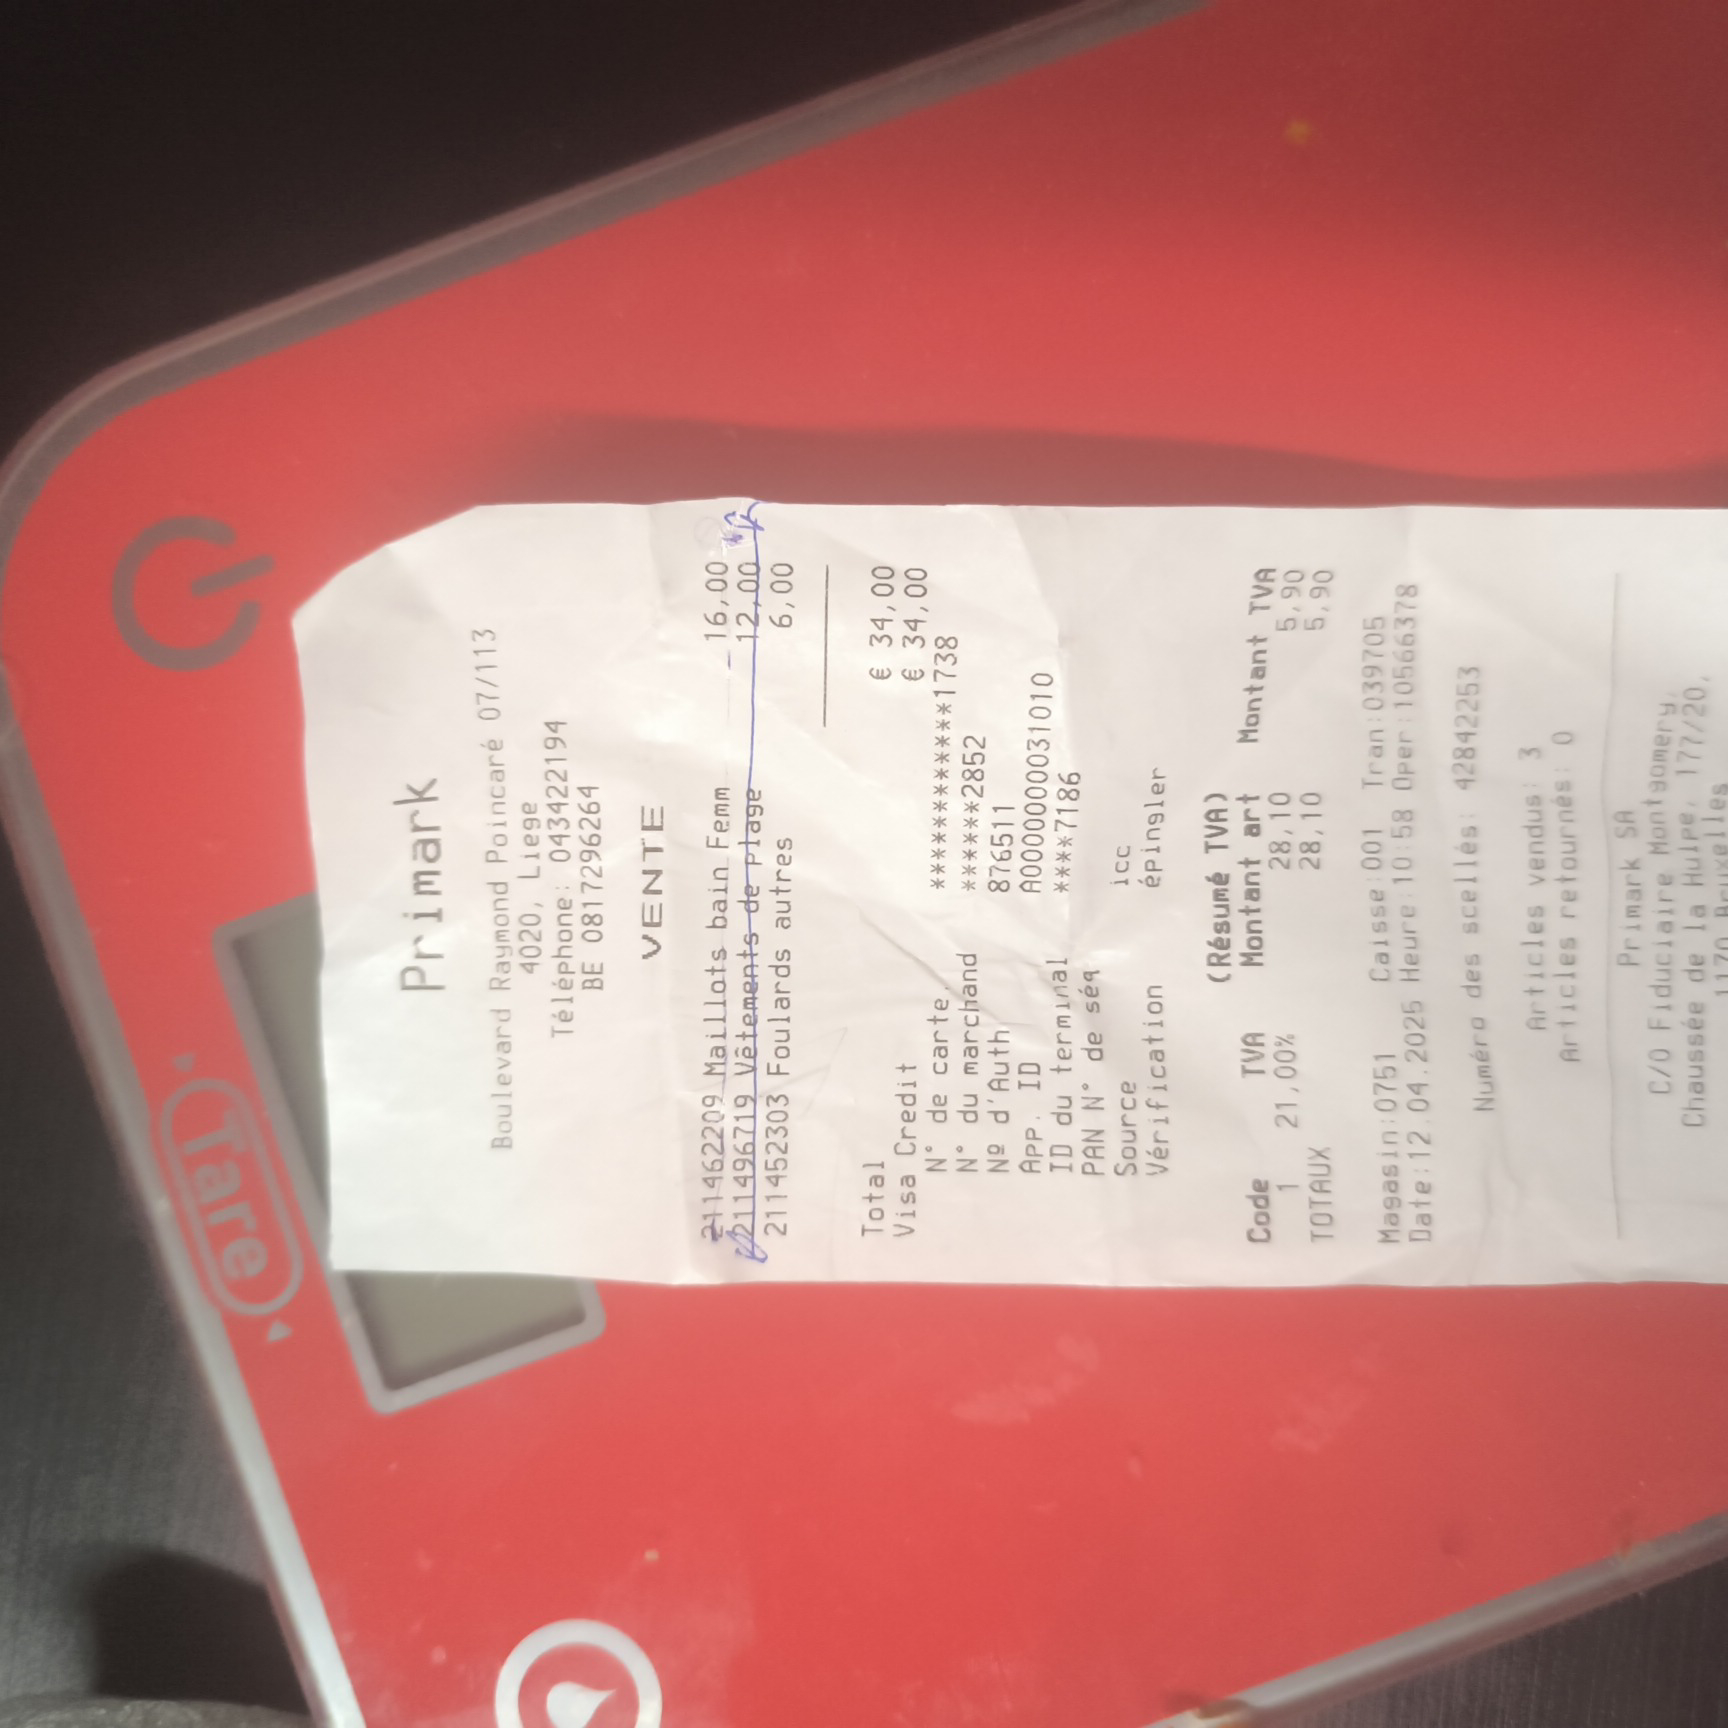 Tare
Primark
Boulevard Raymond Poincaré 07/113
4020, Liege
Téléphone: 043422194
BE 0817296264
VENTE
211462209 Maillots bain Femm 16,00
211496719 Vêtements de plage 12,00
211452303 Foulards autres 6,00
Total € 34,00
Visa Credit € 34,00
N° de carte ************1738
N° du marchand ******2852
Nº d'Auth 876511
App. ID A0000000031010
ID du terminal ****7186
PAN N° de séq
Source icc
Vérification épingler
(Résumé TVA)
Code TVA Montant art Montant TVA
1 21,00% 28,10 5,90
TOTAUX 28,10 5,90
Magasin:0751 Caisse:001 Tran:039705
Date:12.04.2025 Heure:10:58 Oper:10566378
Numéro des scellés: 42842253
Articles vendus: 3
Articles retournés: 0
Primark SA
C/O Fiduciaire Montgomery,
Chaussée de la Hulpe, 177/20,
1170 Bruxelles